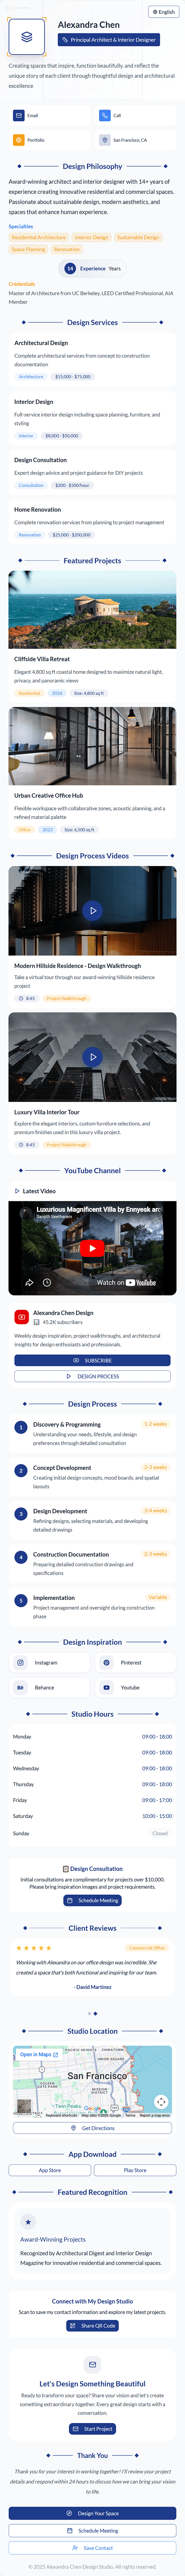 English
Alexandra Chen
Principal Architect & Interior Designer
Creating spaces that inspire, function beautifully, and reflect the
unique story of each client through thoughtful design and architectural
excellence
Email
Call
Portfolio
San Francisco, CA
Design Philosophy
Award-winning architect and interior designer with 14+ years of
experience creating innovative residential and commercial spaces.
Passionate about sustainable design, modern aesthetics, and
spaces that enhance human experience.
Specialties
Residential Architecture
Interior Design
Sustainable Design
Space Planning
Renovation
14 Experience Years
Credentials
Master of Architecture from UC Berkeley, LEED Certified Professional, AIA
Member
Design Services
Architectural Design
Complete architectural services from concept to construction
documentation
Architecture $15,000 - $75,000
Interior Design
Full-service interior design including space planning, furniture, and
styling
Interior $8,000 - $50,000
Design Consultation
Expert design advice and project guidance for DIY projects
Consultation $200 - $500/hour
Home Renovation
Complete renovation services from planning to project management
Renovation $25,000 - $200,000
Featured Projects
Cliffside Villa Retreat
Elegant 4,800 sq ft coastal home designed to maximize natural light,
privacy, and panoramic views
Residential 2024 Size: 4,800 sq ft
Urban Creative Office Hub
Flexible workspace with collaborative zones, acoustic planning, and a
refined material palette
Office 2023 Size: 6,500 sq ft
Design Process Videos
Modern Hillside Residence - Design Walkthrough
Take a virtual tour through our award-winning hillside residence
project
8:45 Project Walkthrough
Luxury Villa Interior Tour
Explore the elegant interiors, custom furniture selections, and
premium finishes used in this luxury villa project.
8:45 Project Walkthrough
YouTube Channel
Latest Video
Luxurious Magnificent Villa by Ennyesk arc
Watch on YouTube
Alexandra Chen Design
45.2K subscribers
Weekly design inspiration, project walkthroughs, and architectural
insights for design enthusiasts and professionals.
SUBSCRIBE
DESIGN PROCESS
Design Process
1 Discovery & Programming 1-2 weeks
Understanding your needs, lifestyle, and design
preferences through detailed consultation
2 Concept Development 2-3 weeks
Creating initial design concepts, mood boards, and spatial
layouts
3 Design Development 3-4 weeks
Refining designs, selecting materials, and developing
detailed drawings
4 Construction Documentation 2-3 weeks
Preparing detailed construction drawings and
specifications
5 Implementation Variable
Project management and oversight during construction
phase
Design Inspiration
Instagram
Pinterest
Bē Behance
Youtube
Studio Hours
Monday 09:00 - 18:00
Tuesday 09:00 - 18:00
Wednesday 09:00 - 18:00
Thursday 09:00 - 18:00
Friday 09:00 - 17:00
Saturday 10:00 - 15:00
Sunday Closed
Design Consultation
Initial consultations are complimentary for projects over $10,000.
Please bring inspiration images and project requirements.
Schedule Meeting
Client Reviews
Commercial Office
Working with Alexandra on our office design was incredible. She
created a space that's both functional and inspiring for our team.
- David Martinez
Studio Location
Open in Maps
San Francisco
Google
Keyboard shortcuts Map data ©2025 Google Terms Report a map error
Get Directions
App Download
App Store
Play Store
Featured Recognition
Award-Winning Projects
Recognized by Architectural Digest and Interior Design
Magazine for innovative residential and commercial spaces.
Connect with My Design Studio
Scan to save my contact information and explore my latest projects.
Share QR Code
Let's Design Something Beautiful
Ready to transform your space? Share your vision and let's create
something extraordinary together. Every great design starts with a
conversation.
Start Project
Thank You
Thank you for your interest in working together! I'll review your project
details and respond within 24 hours to discuss how we can bring your vision
to life.
Design Your Space
Schedule Meeting
Save Contact
© 2025 Alexandra Chen Design Studio. All rights reserved.